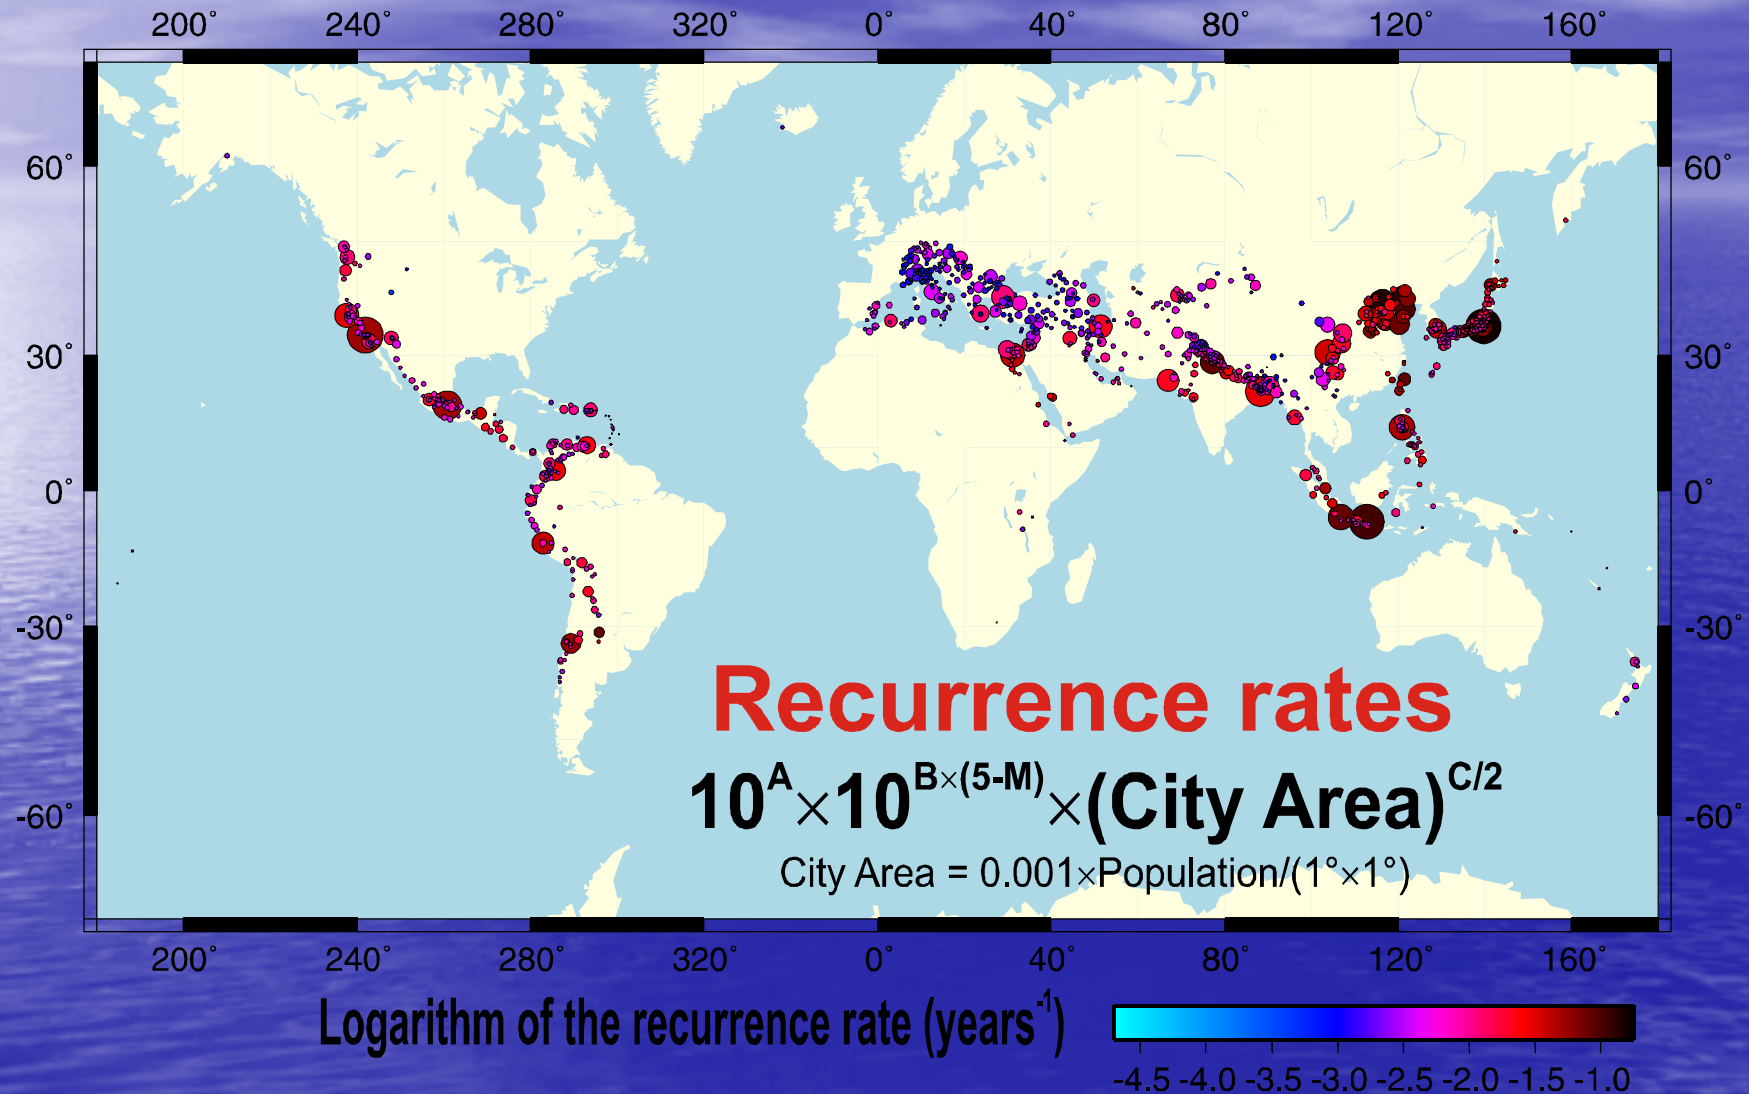 200° 240° 280° 320° 0° 40° 80° 120° 160°
60° 60°
30° 30°
0° 0°
-30° -30°
Recurrence rates
10^A×10^B×(5-M)×(City Area)^C/2
-60° -60°
City Area = 0.001×Population/(1°×1°)
200° 240° 280° 320° 0° 40° 80° 120° 160°
Logarithm of the recurrence rate (years^-1)
-4.5 -4.0 -3.5 -3.0 -2.5 -2.0 -1.5 -1.0